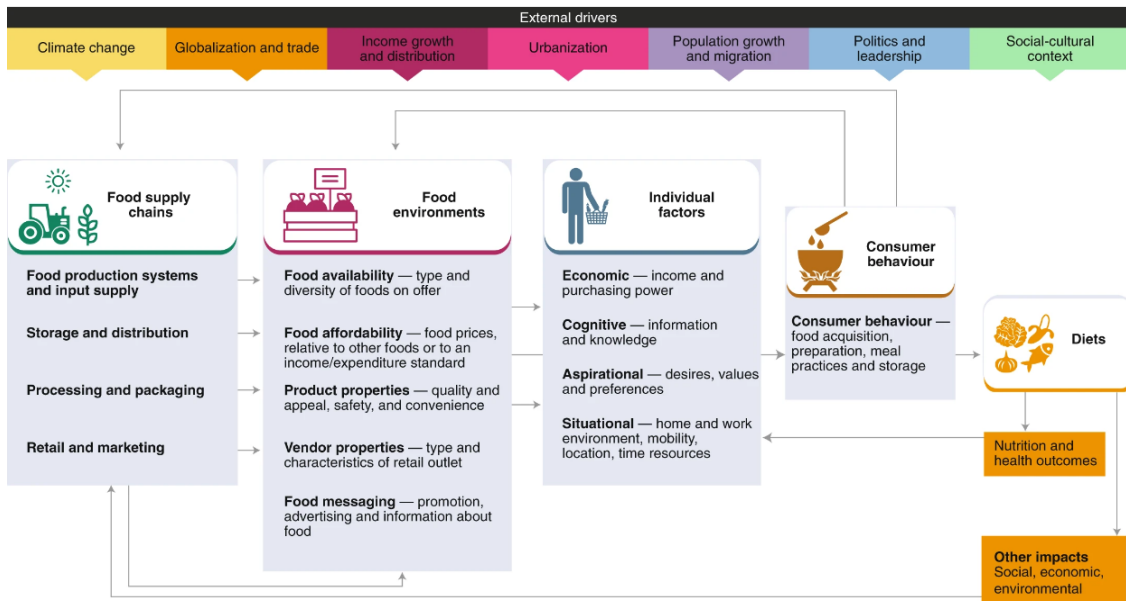 External drivers
Climate change
Globalization and trade
Income growth
and distribution
Urbanization
Population growth
and migration
Politics and
leadership
Social-cultural
context
Food supply
chains
Food production systems
and input supply
Storage and distribution
Processing and packaging
Retail and marketing
Food
environments
Food availability — type and
diversity of foods on offer
Food affordability — food prices,
relative to other foods or to an
income/expenditure standard
Product properties — quality and
appeal, safety, and convenience
Vendor properties — type and
characteristics of retail outlet
Food messaging — promotion,
advertising and information about
food
Individual
factors
Economic — income and
purchasing power
Cognitive — information
and knowledge
Aspirational — desires, values
and preferences
Situational — home and work
environment, mobility,
location, time resources
Consumer
behaviour
Consumer behaviour —
food acquisition,
preparation, meal
practices and storage
Diets
Nutrition and
health outcomes
Other impacts
Social, economic,
environmental